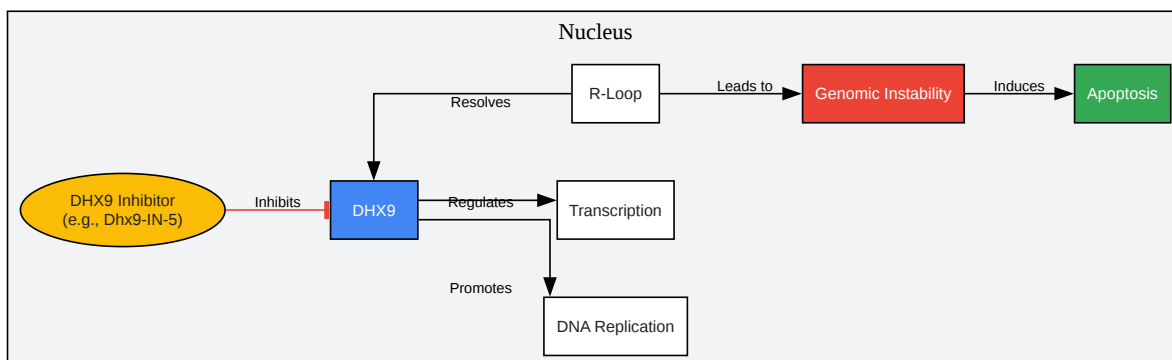 Nucleus
R-Loop
Leads to
Genomic Instability
Induces
Apoptosis
Resolves
DHX9 Inhibitor
(e.g., Dhx9-IN-5)
Inhibits
DHX9
Regulates
Transcription
Promotes
DNA Replication